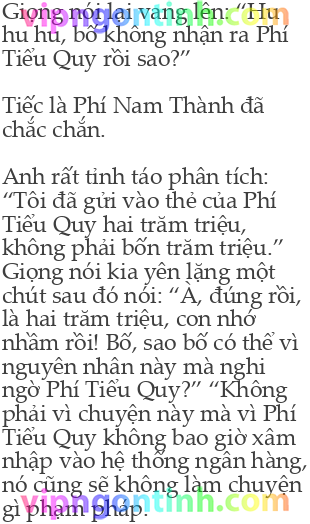 Giọng nói lại vang lên: “Hu
hu hu, bố không nhận ra Phí
Tiểu Quy rồi sao?”
Tiếc là Phí Nam Thành đã
chắc chắn.
Anh rất tỉnh táo phân tích:
“Tôi đã gửi vào thẻ của Phí
Tiểu Quy hai trăm triệu,
không phải bốn trăm triệu.”
Giọng nói kia yên lặng một
chút sau đó nói: “À, đúng rồi,
là hai trăm triệu, con nhớ
nhầm rồi! Bố, sao bố có thể vì
nguyên nhân này mà nghi
ngờ Phí Tiểu Quy?” “Không
phải vì chuyện này mà vì Phí
Tiểu Quy không bao giờ xâm
nhập vào hệ thống ngân hàng,
nó cũng sẽ không làm chuyện
gì phạm pháp.
vipngontinh.com
vipngontinh.com